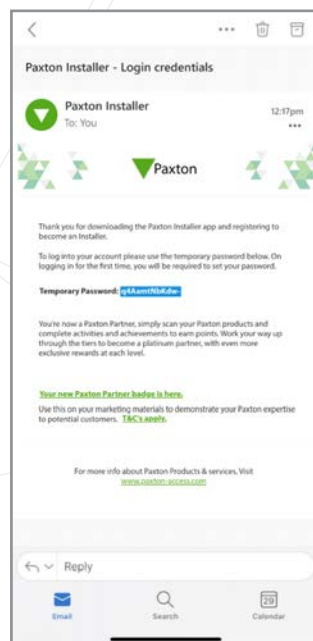 Paxton Installer - Login credentials
Paxton Installer
12:17pm
To: You
Paxton
Thank you for downloading the Paxton Installer app and registering to
become an Installer.
To log into your account please use the temporary password below. On
logging in for the first time, you will be required to set your password.
Temporary Password: q4AamtNbKdw-
You're now a Paxton Partner, simply scan your Paxton products and
complete activities and achievements to earn points. Work your way up
through the tiers to become a platinum partner, with even more
exclusive rewards at each level.
Your new Paxton Partner badge is here.
Use this on your marketing materials to demonstrate your Paxton expertise
to potential customers. T&C's apply.
For more info about Paxton Products & services, Visit
www.paxton-access.com
Reply
Email
Search
29
Calendar